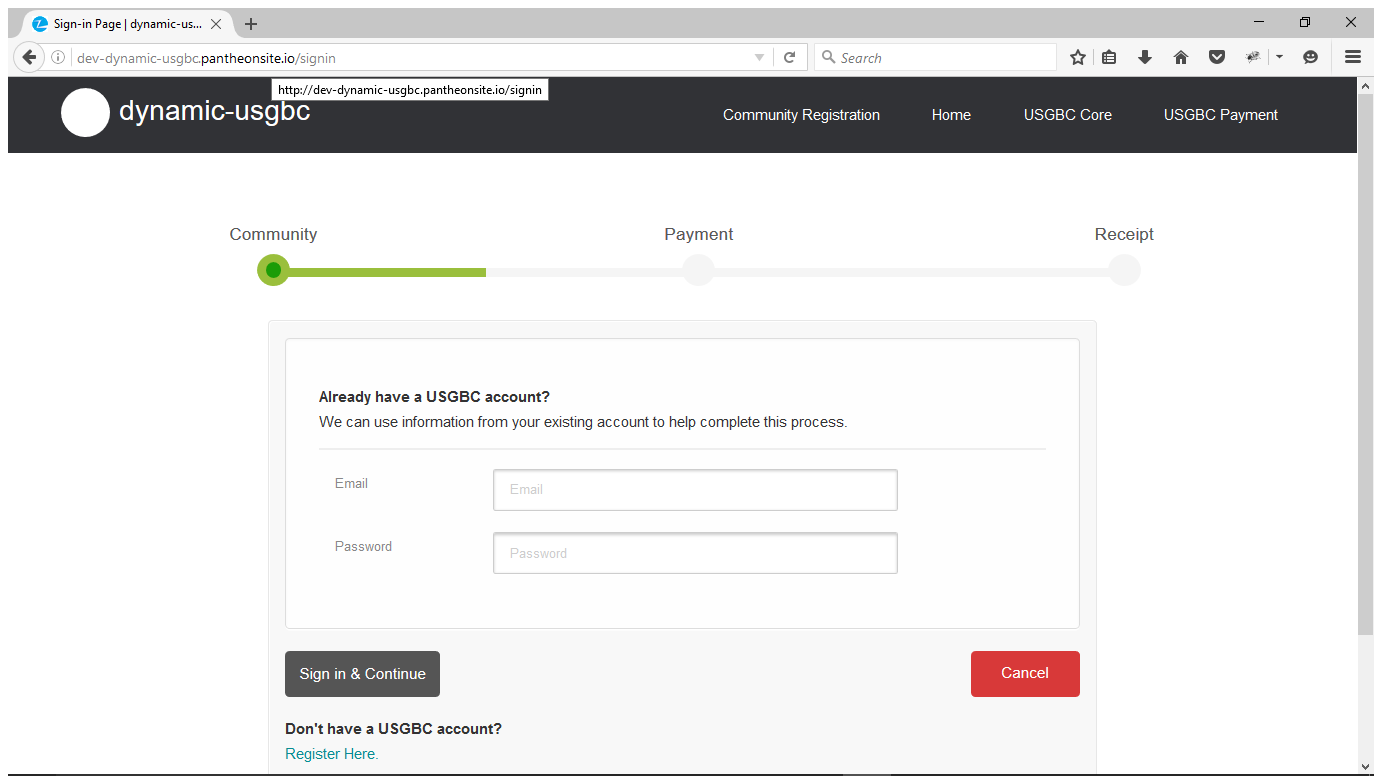 Sign-in Page | dynamic-us...
dev-dynamic-usgbc.pantheonsite.io/signin
Search
http://dev-dynamic-usgbc.pantheonsite.io/signin
dynamic-usgbc
Community Registration
Home
USGBC Core
USGBC Payment
Community
Payment
Receipt
Already have a USGBC account?
We can use information from your existing account to help complete this process.
Email
Email
Password
Password
Sign in & Continue
Cancel
Don't have a USGBC account?
Register Here.